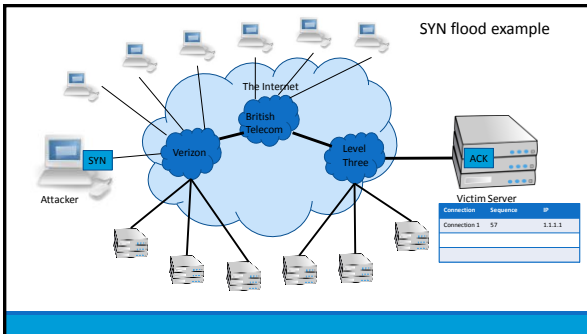 SYN flood example
The Internet
British
Telecom
Verizon
Level
Three
SYN
ACK
Attacker
Victim Server
Connection Sequence IP
Connection 1 57 1.1.1.1